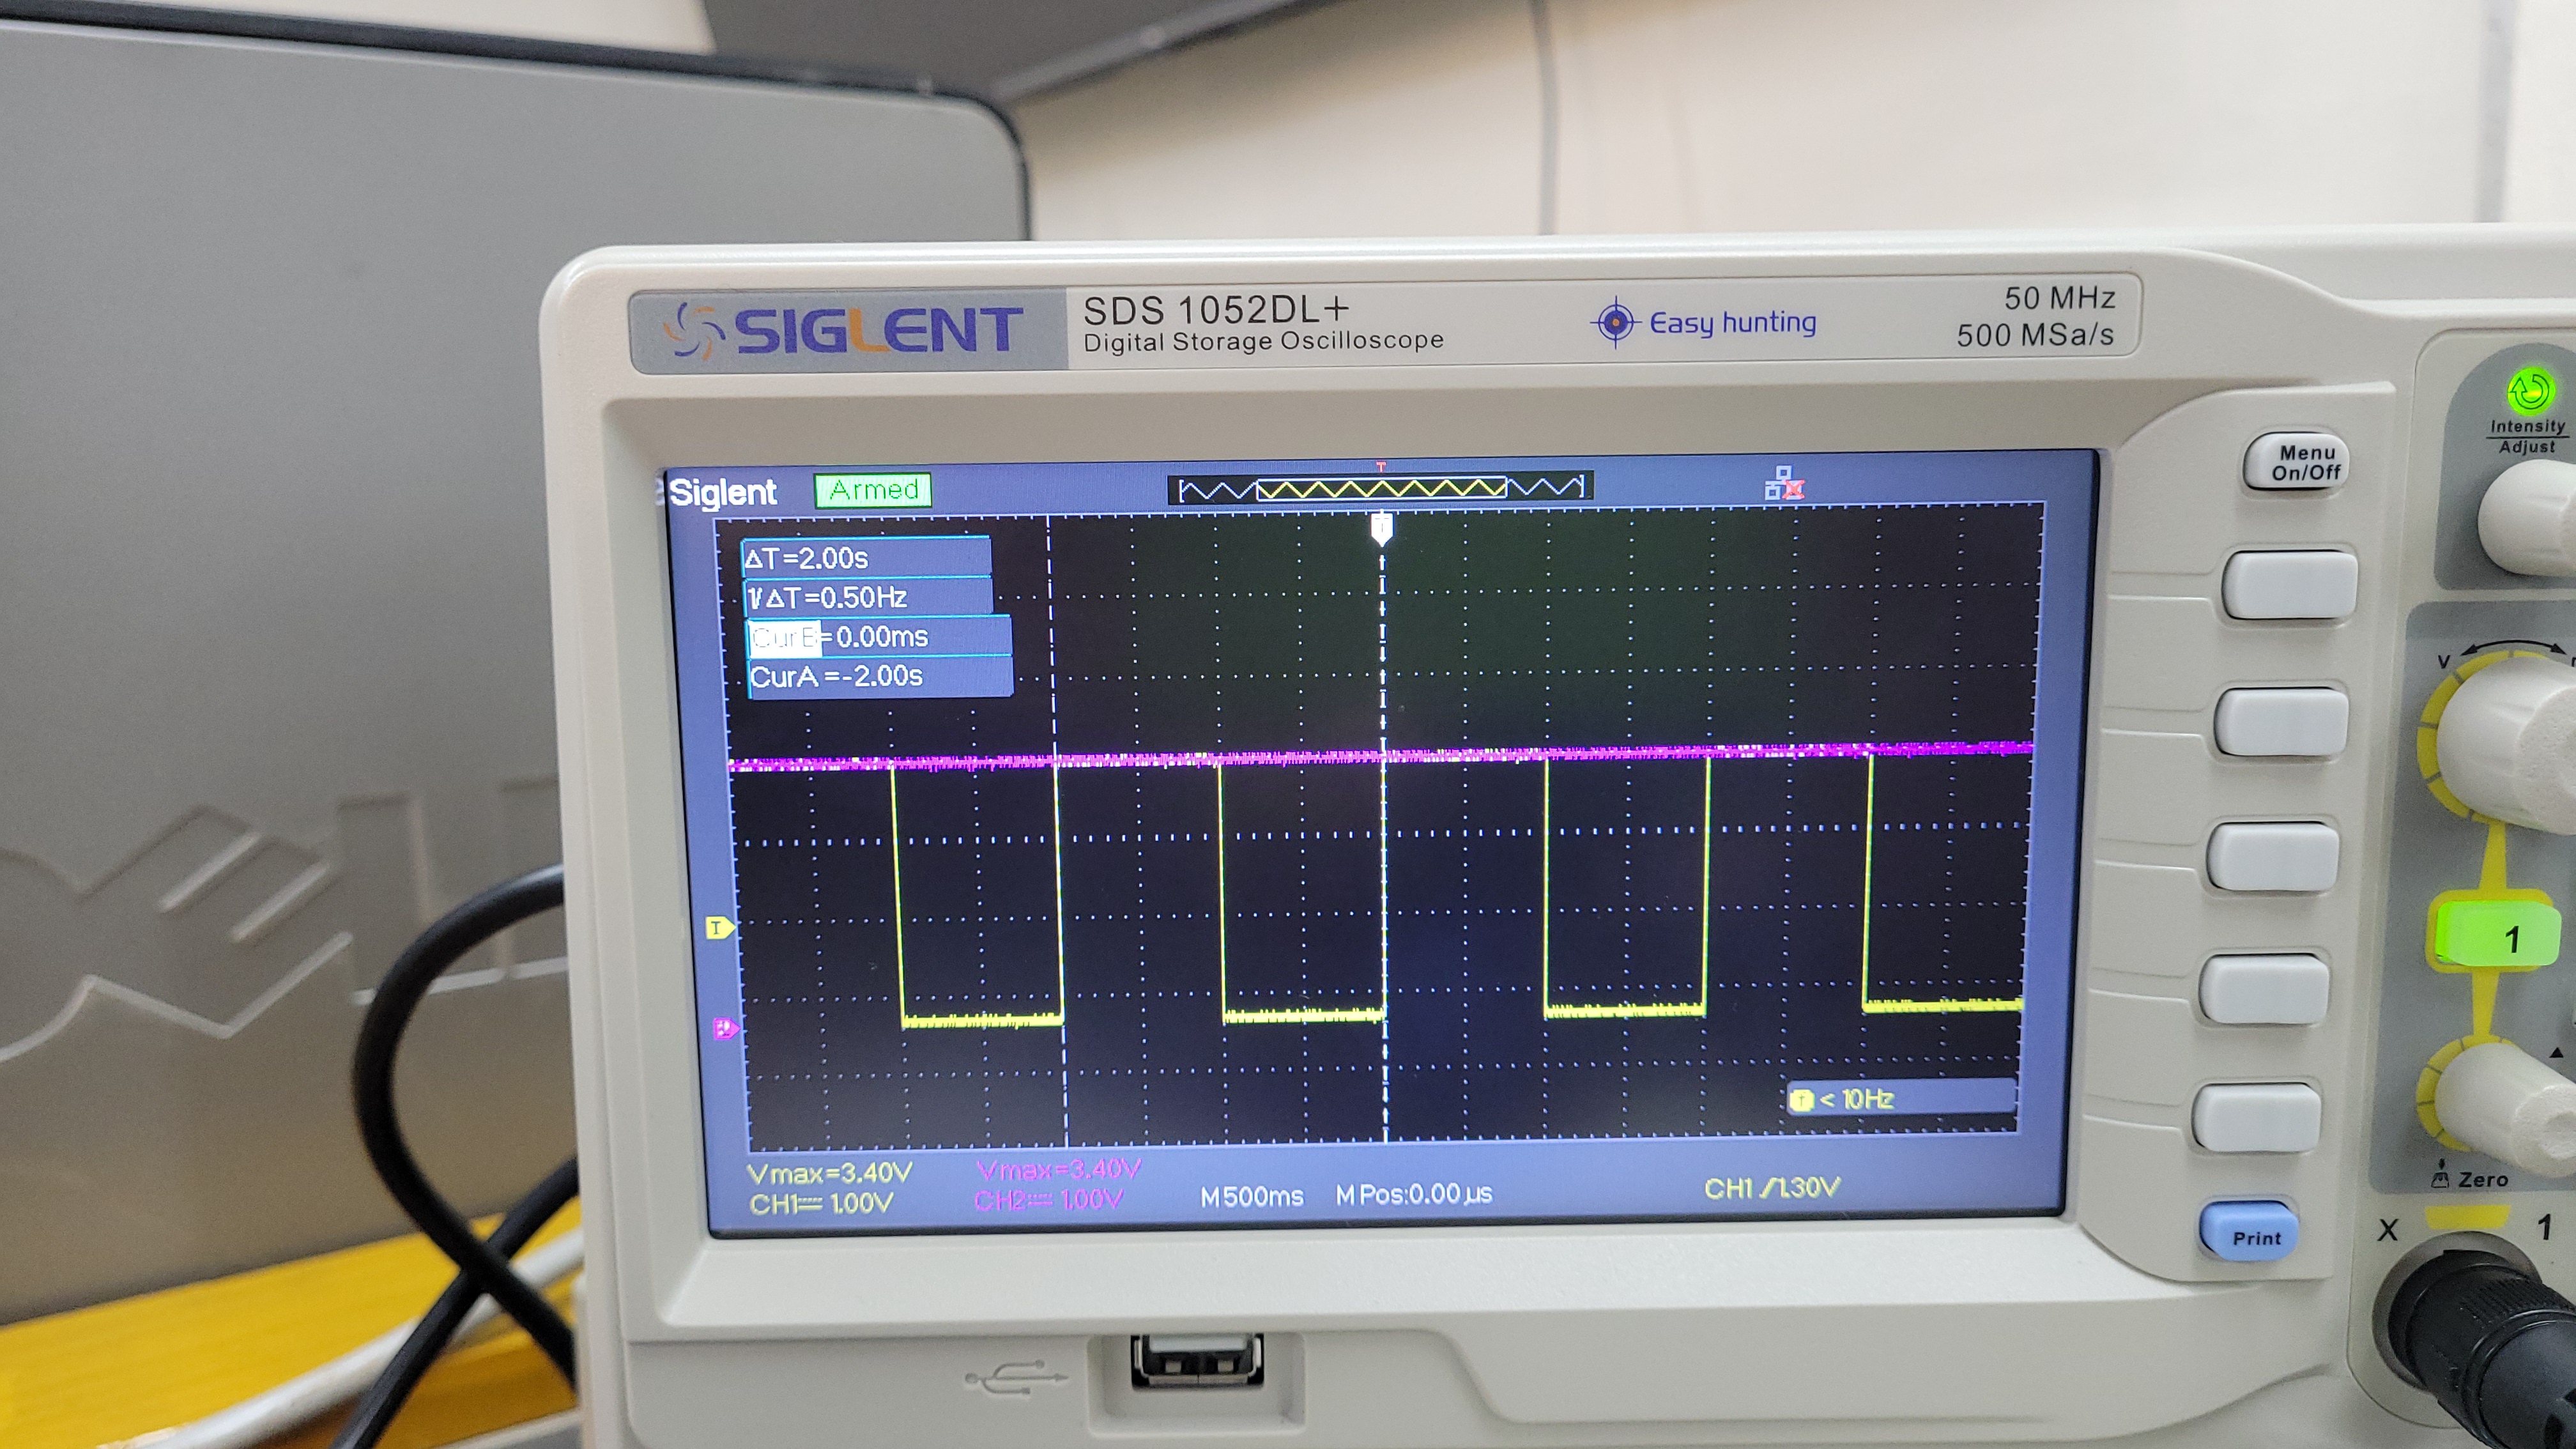 SIGLENT
SDS 1052DL+
Digital Storage Oscilloscope
Easy hunting
50 MHz
500 MSa/s
Siglent
Armed
T
T
ΔT=2.00s
1/ΔT=0.50Hz
CurB=0.00ms
CurA=-2.00s
T
T < 10Hz
Vmax=3.40V
Vmax=3.40V
CH1 1.00V
CH2 1.00V
M 500ms
M Pos:0.00µs
CH1 1.30V
Intensity
Adjust
Menu
On/Off
V
1
Zero
Print
X
1